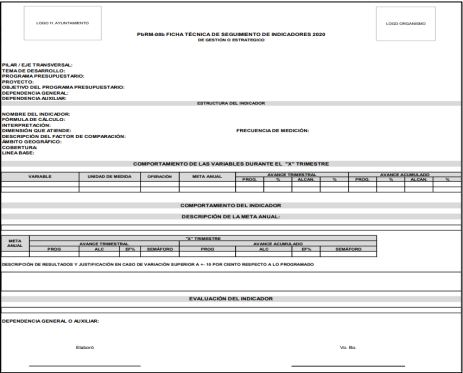 LOGO H. AYUNTAMIENTO
LOGO ORGANISMO
PbRM-08b FICHA TÉCNICA DE SEGUIMIENTO DE INDICADORES 2020
DE GESTIÓN O ESTRATEGICO
PILAR / EJE TRANSVERSAL:
TEMA DE DESARROLLO:
PROGRAMA PRESUPUESTARIO:
PROYECTO:
OBJETIVO DEL PROGRAMA PRESUPUESTARIO:
DEPENDENCIA GENERAL:
DEPENDENCIA AUXILIAR:
ESTRUCTURA DEL INDICADOR
NOMBRE DEL INDICADOR:
FÓRMULA DE CÁLCULO:
INTERPRETACIÓN:
DIMENSIÓN QUE ATIENDE: FRECUENCIA DE MEDICIÓN:
DESCRIPCIÓN DEL FACTOR DE COMPARACIÓN:
ÁMBITO GEOGRÁFICO:
COBERTURA:
LINEA BASE:
COMPORTAMIENTO DE LAS VARIABLES DURANTE EL "X" TRIMESTRE
VARIABLE UNIDAD DE MEDIDA OPERACIÓN META ANUAL AVANCE TRIMESTRAL AVANCE ACUMULADO
PROG. % ALCAN. % PROG. % ALCAN. %
COMPORTAMIENTO DEL INDICADOR
DESCRIPCIÓN DE LA META ANUAL:
META ANUAL "X" TRIMESTRE
AVANCE TRIMESTRAL AVANCE ACUMULADO
PROG ALC EF% SEMÁFORO PROG ALC EF% SEMÁFORO
DESCRIPCIÓN DE RESULTADOS Y JUSTIFICACIÓN EN CASO DE VARIACIÓN SUPERIOR A +- 10 POR CIENTO RESPECTO A LO PROGRAMADO
EVALUACIÓN DEL INDICADOR
DEPENDENCIA GENERAL O AUXILIAR:
Elaboró Vo. Bo.